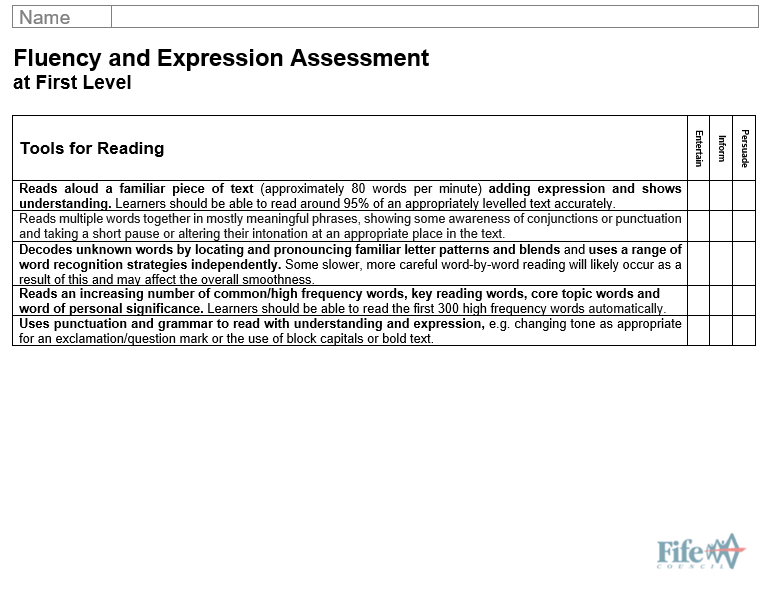 Name
Fluency and Expression Assessment
at First Level
Tools for Reading
Entertain
Inform
Persuade
Reads aloud a familiar piece of text (approximately 80 words per minute) adding expression and shows
understanding. Learners should be able to read around 95% of an appropriately levelled text accurately.
Reads multiple words together in mostly meaningful phrases, showing some awareness of conjunctions or punctuation
and taking a short pause or altering their intonation at an appropriate place in the text.
Decodes unknown words by locating and pronouncing familiar letter patterns and blends and uses a range of
word recognition strategies independently. Some slower, more careful word-by-word reading will likely occur as a
result of this and may affect the overall smoothness.
Reads an increasing number of common/high frequency words, key reading words, core topic words and
word of personal significance. Learners should be able to read the first 300 high frequency words automatically.
Uses punctuation and grammar to read with understanding and expression, e.g. changing tone as appropriate
for an exclamation/question mark or the use of block capitals or bold text.
Fife
COUNCIL